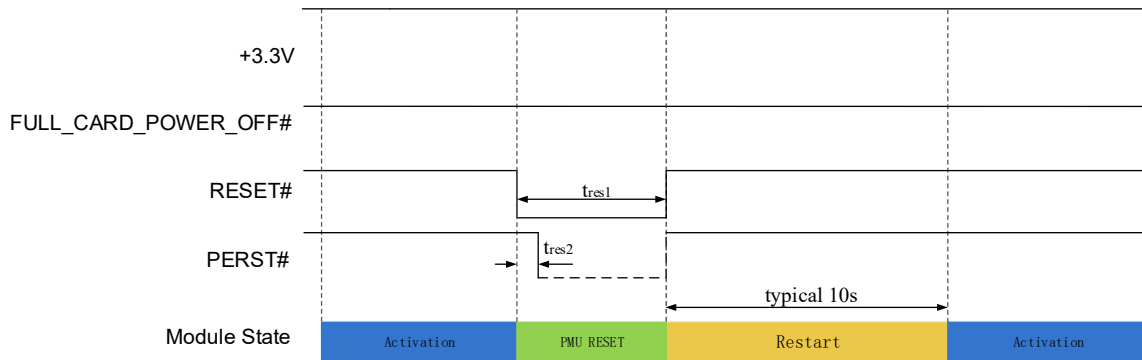 +3.3V
FULL_CARD_POWER_OFF#
RESET#
tres1
PERST#
tres2
typical 10s
Module State
Activation
PMU RESET
Restart
Activation